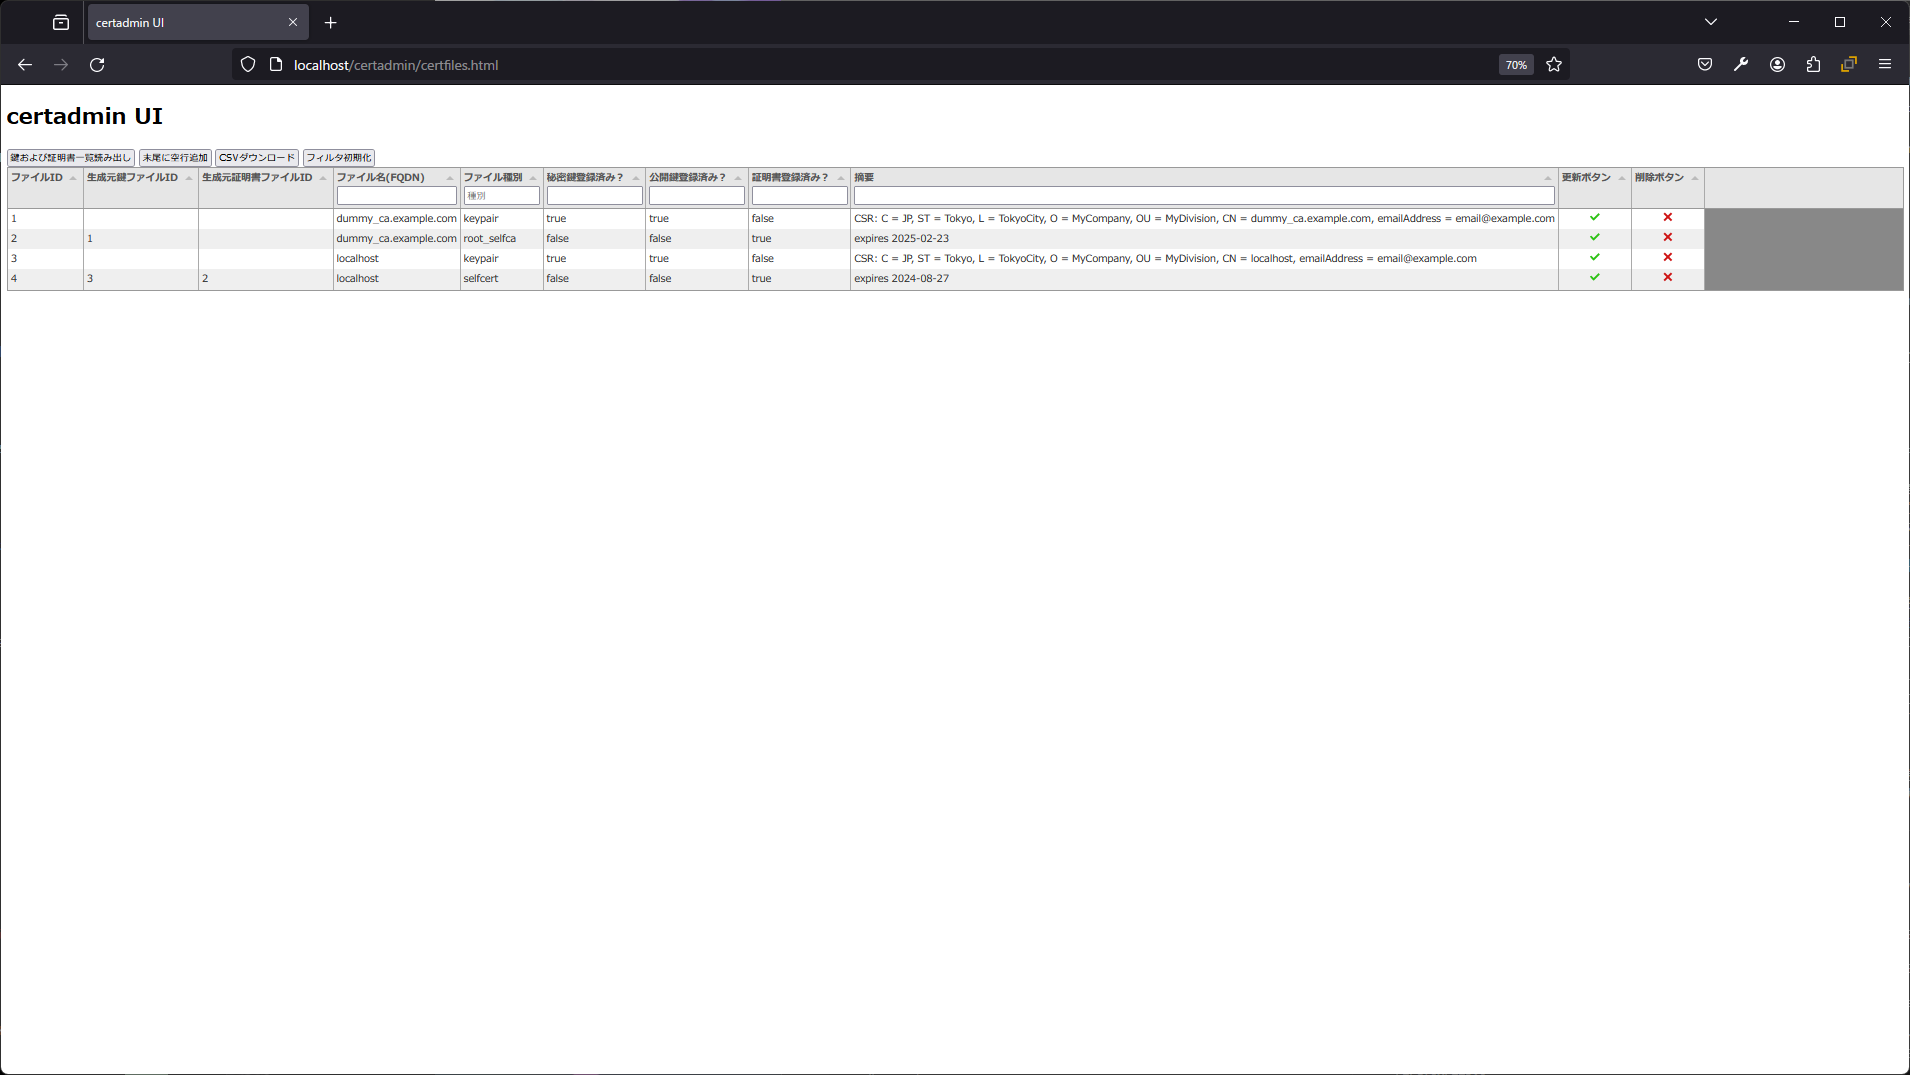 certadmin UI
localhost/certadmin/certfiles.html 70%
certadmin UI
鍵および証明書一覧読み出し 末尾に空行追加 CSVダウンロード フィルタ初期化
ファイルID 生成元鍵ファイルID 生成元証明書ファイルID ファイル名(FQDN) ファイル種別 秘密鍵登録済み? 公開鍵登録済み? 証明書登録済み? 摘要 更新ボタン 削除ボタン
種別
1 dummy_ca.example.com keypair true true false CSR: C = JP, ST = Tokyo, L = TokyoCity, O = MyCompany, OU = MyDivision, CN = dummy_ca.example.com, emailAddress = email@example.com
2 1 dummy_ca.example.com root_selfca false false true expires 2025-02-23
3 localhost keypair true true false CSR: C = JP, ST = Tokyo, L = TokyoCity, O = MyCompany, OU = MyDivision, CN = localhost, emailAddress = email@example.com
4 3 2 localhost selfcert false false true expires 2024-08-27